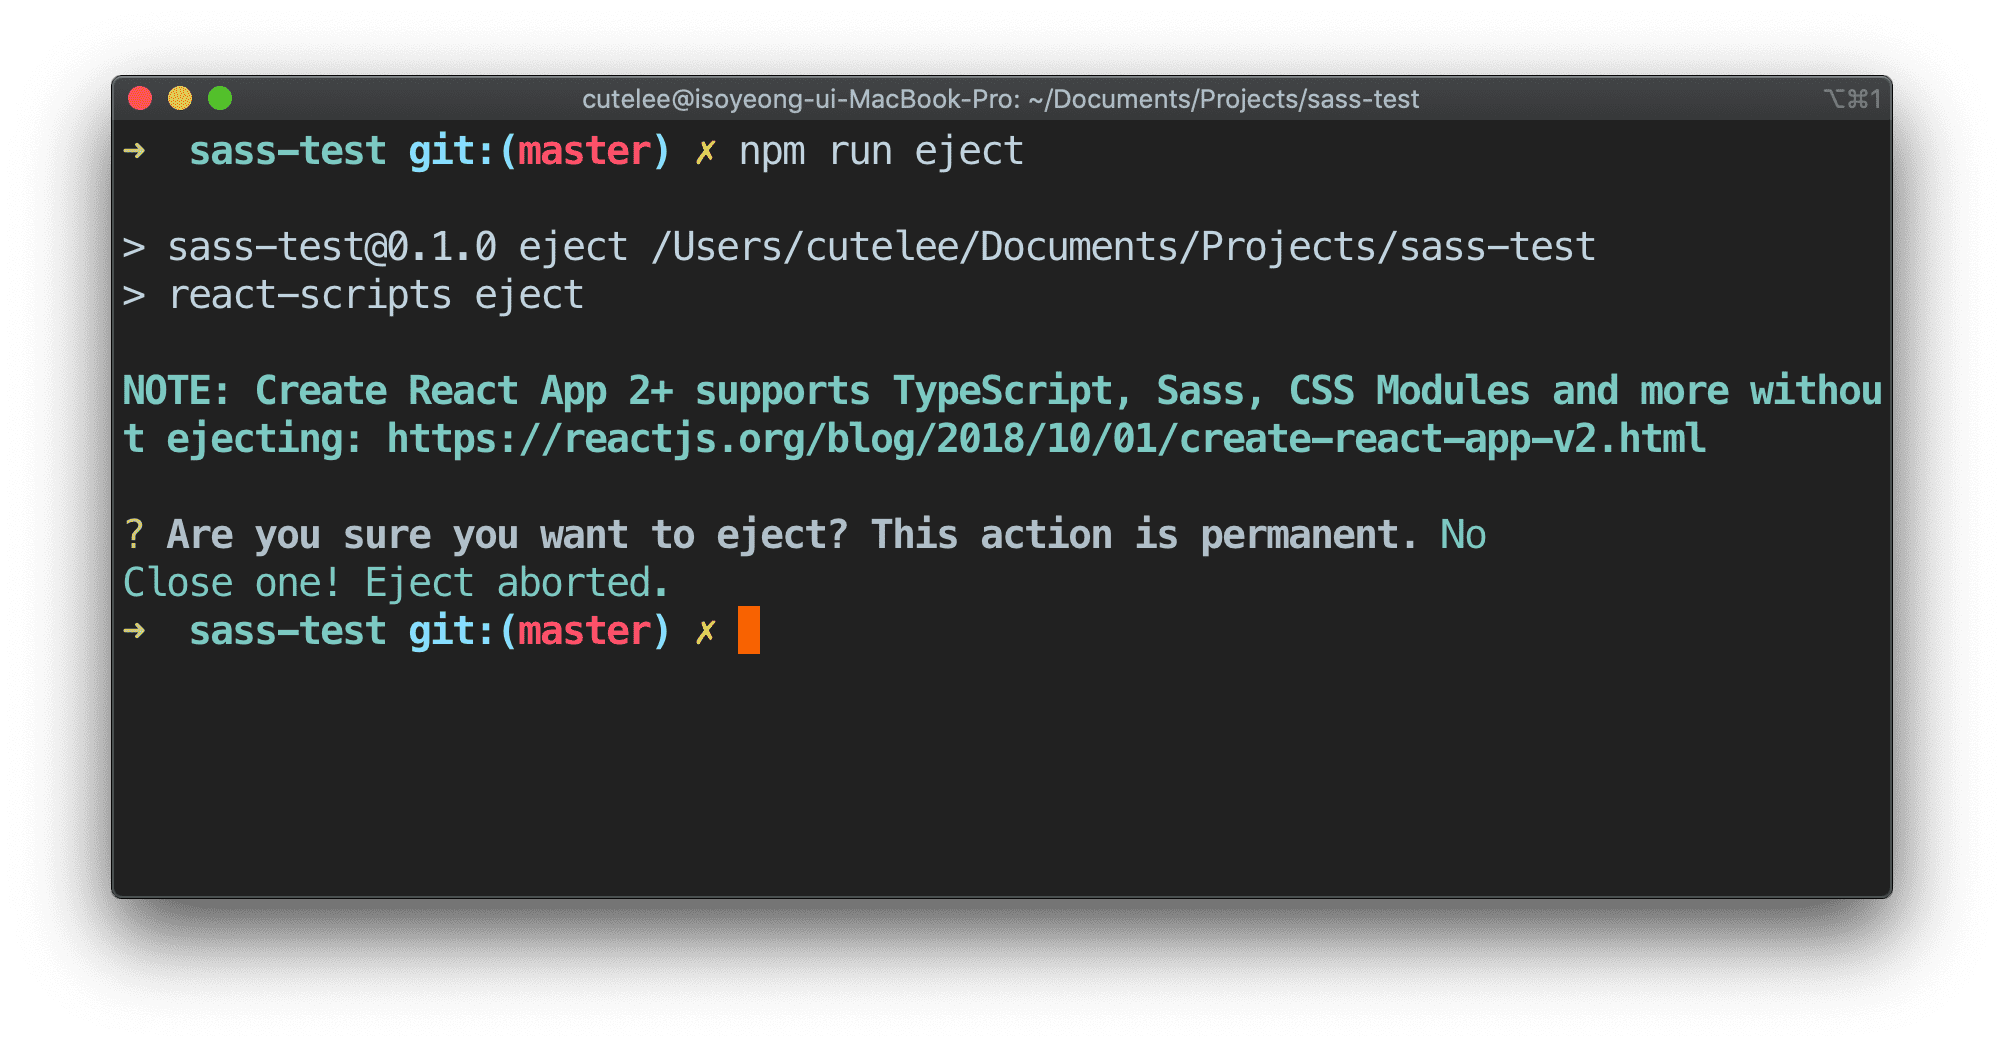 cutelee@isoyeong-ui-MacBook-Pro: ~/Documents/Projects/sass-test ⌥⌘1
➜ sass-test git:(master) ✗ npm run eject
> sass-test@0.1.0 eject /Users/cutelee/Documents/Projects/sass-test
> react-scripts eject
NOTE: Create React App 2+ supports TypeScript, Sass, CSS Modules and more withou
t ejecting: https://reactjs.org/blog/2018/10/01/create-react-app-v2.html
? Are you sure you want to eject? This action is permanent. No
Close one! Eject aborted.
➜ sass-test git:(master) ✗